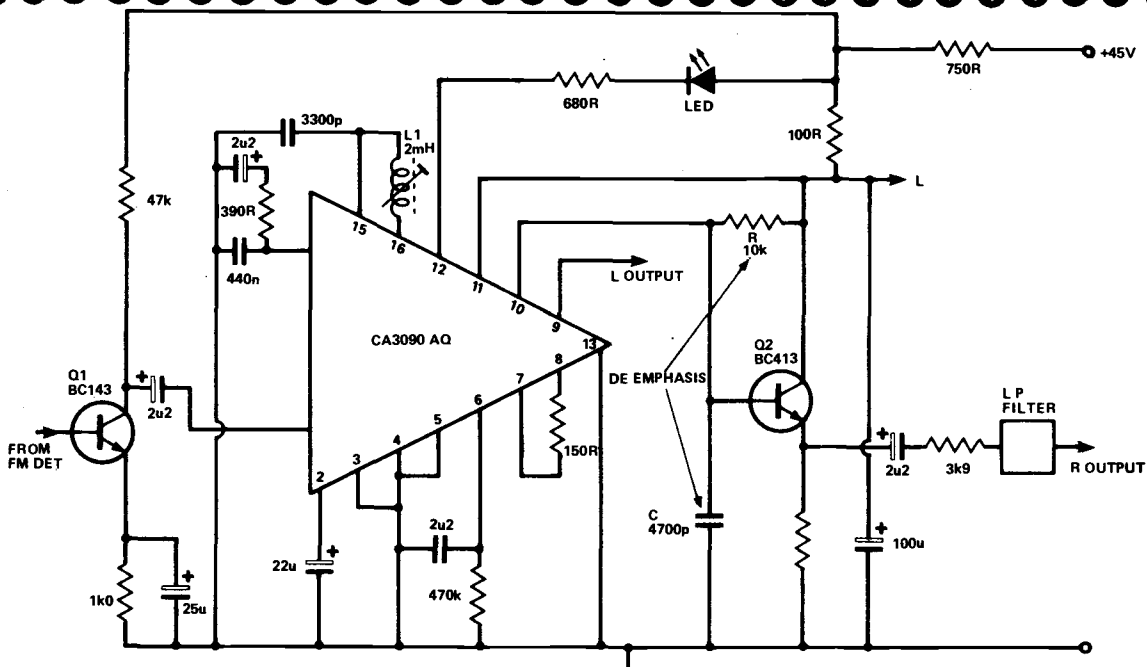 +45V
750R
680R
LED
100R
3300p
L1
2mH
2u2
+
390R
47k
L
15
16
12
11
10
9
R
10k
440n
L OUTPUT
CA3090 AQ
13
Q1
BC143
+
2u2
8
7
DE EMPHASIS
Q2
BC413
L P
FILTER
FROM
FM DET
6
5
4
3
2
150R
+
2u2
3k9
R OUTPUT
C
4700p
2u2
+
22u
+
100u
+
25u
1k0
470k